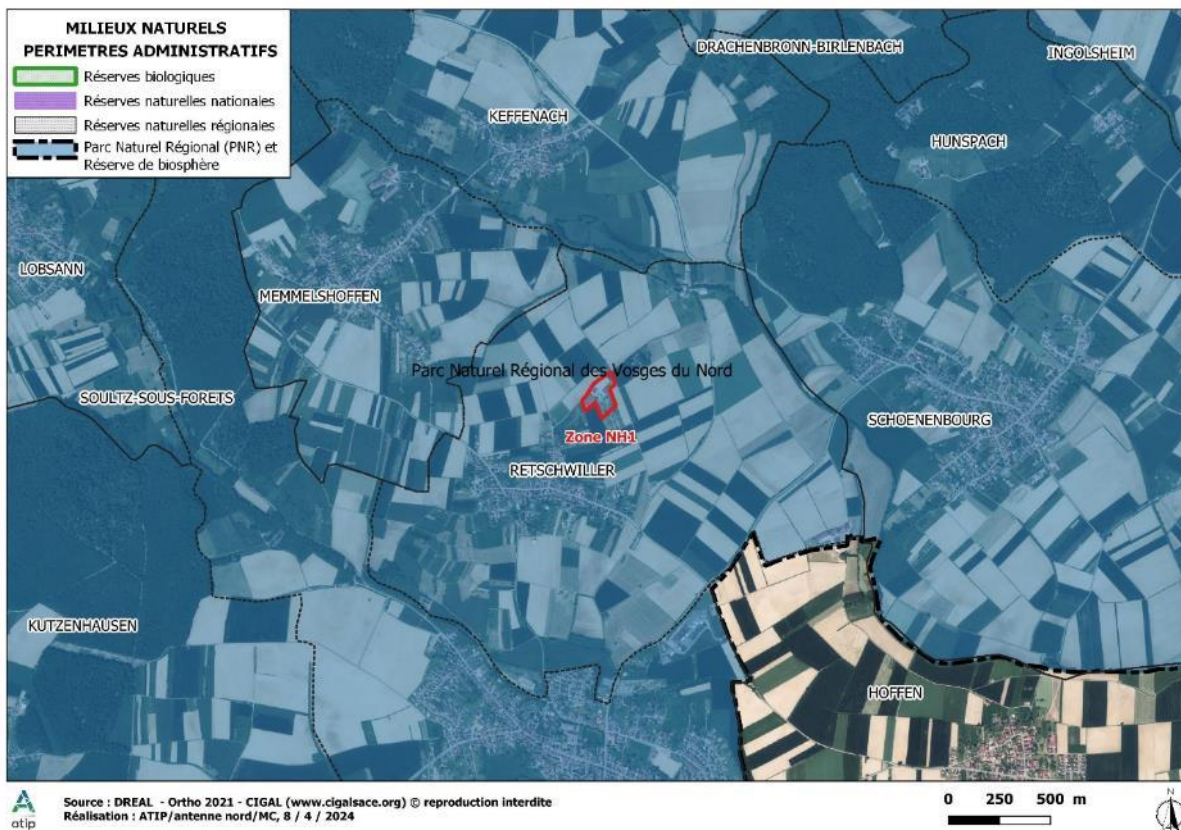 MILIEUX NATURELS
PERIMETRES ADMINISTRATIFS
Réserves biologiques
Réserves naturelles nationales
Réserves naturelles régionales
Parc Naturel Régional (PNR) et
Réserve de biosphère
DRACHENBRONN-BIRLENBACH
INGOLSHEIM
KEFFENACH
HUNSPACH
LOBSANN
MEMMELSHOFFEN
Parc Naturel Régional des Vosges du Nord
SOULTZ-SOUS-FORETS
SCHOENENBOURG
Zone NH1
RETSCHWILLER
KUTZENHAUSEN
HOFFEN
atip
Source : DREAL - Ortho 2021 - CIGAL (www.cigalsace.org) © reproduction interdite
Réalisation : ATIP/antenne nord/MC, 8 / 4 / 2024
0 250 500 m
N